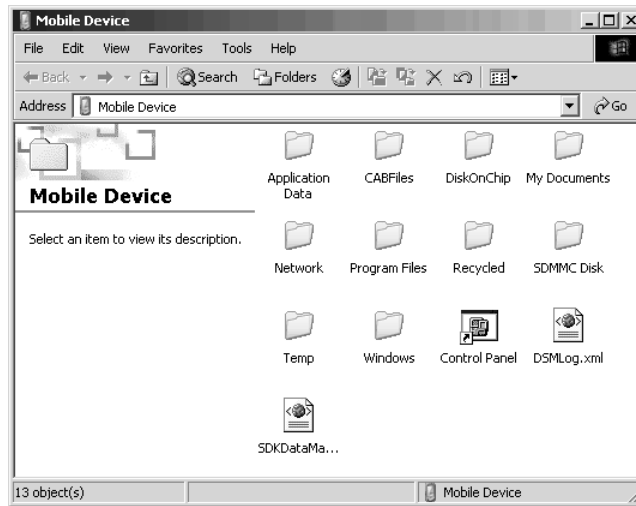 Mobile Device
File Edit View Favorites Tools Help
Back Search Folders
Address Mobile Device Go
Mobile Device
Select an item to view its description.
Application Data
CABFiles
DiskOnChip
My Documents
Network
Program Files
Recycled
SDMMC Disk
Temp
Windows
Control Panel
DSMLog.xml
SDKDataMa...
13 object(s)
Mobile Device